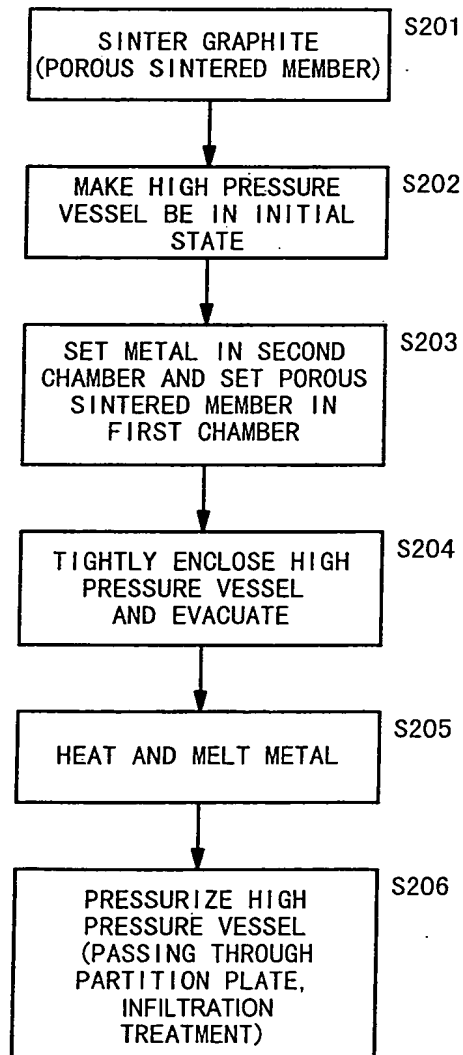 SINTER GRAPHITE
(POROUS SINTERED MEMBER)
S201
MAKE HIGH PRESSURE
VESSEL BE IN INITIAL
STATE
S202
SET METAL IN SECOND
CHAMBER AND SET POROUS
SINTERED MEMBER IN
FIRST CHAMBER
S203
TIGHTLY ENCLOSE HIGH
PRESSURE VESSEL
AND EVACUATE
S204
HEAT AND MELT METAL
S205
PRESSURIZE HIGH
PRESSURE VESSEL
(PASSING THROUGH
PARTITION PLATE,
INFILTRATION
TREATMENT)
S206